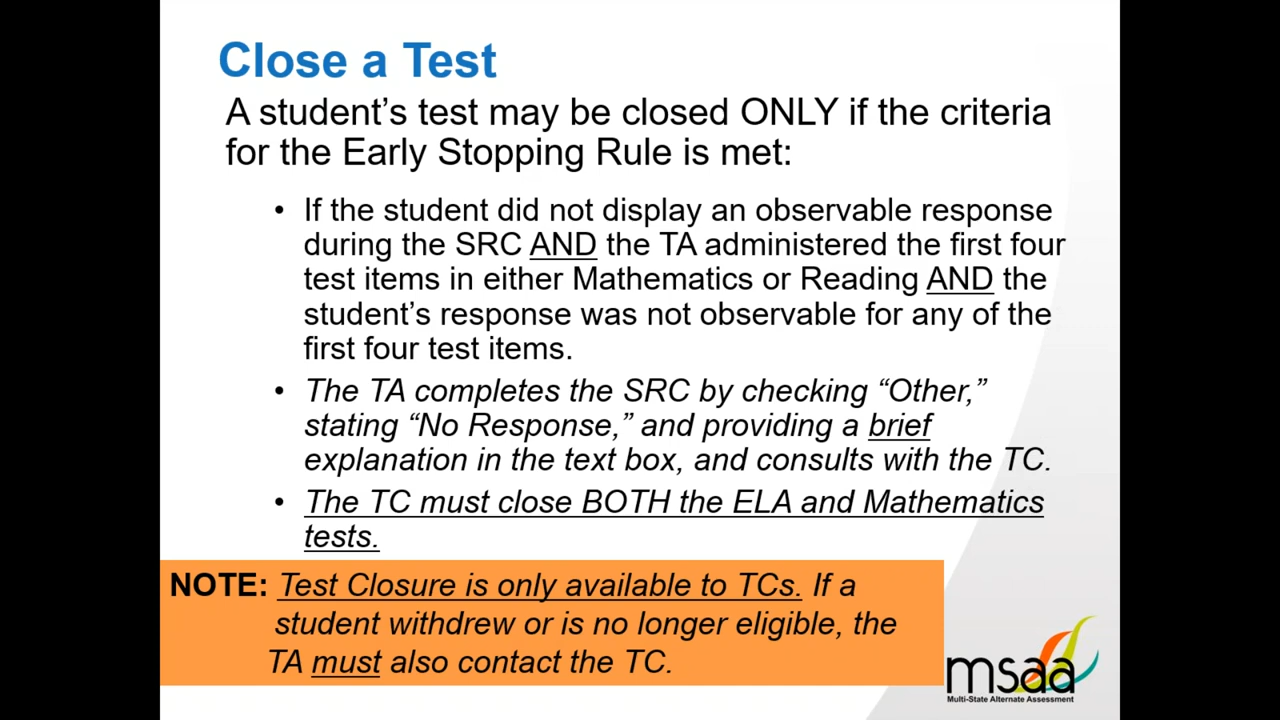 Close a Test
A student’s test may be closed ONLY if the criteria
for the Early Stopping Rule is met:
• If the student did not display an observable response
during the SRC AND the TA administered the first four
test items in either Mathematics or Reading AND the
student’s response was not observable for any of the
first four test items.
• The TA completes the SRC by checking “Other,”
stating “No Response,” and providing a brief
explanation in the text box, and consults with the TC.
• The TC must close BOTH the ELA and Mathematics
tests.
NOTE: Test Closure is only available to TCs. If a
student withdrew or is no longer eligible, the
TA must also contact the TC.
msaa
Multi-State Alternate Assessment